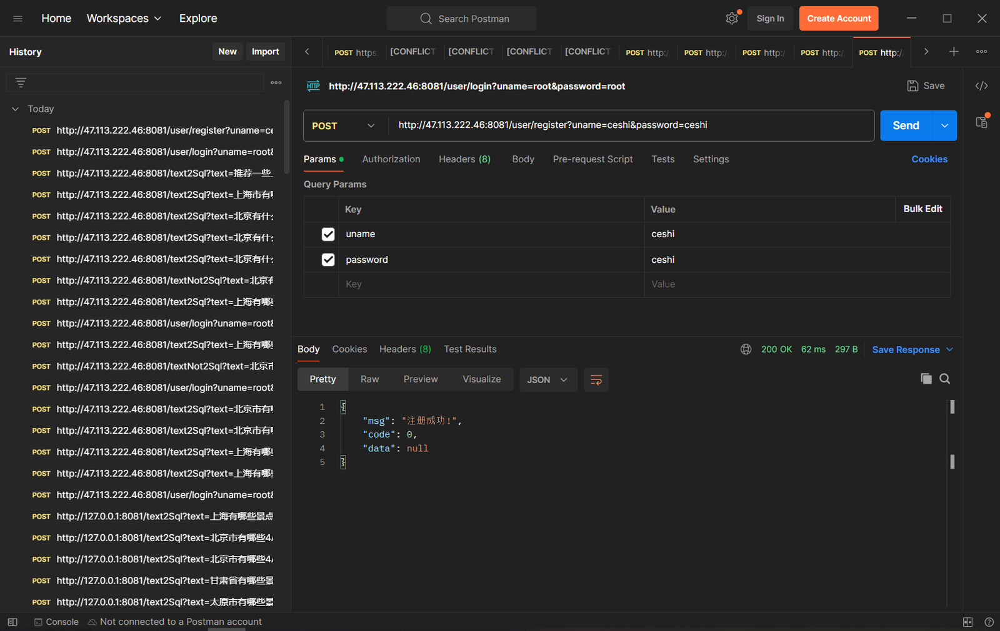 Home
Workspaces
Explore
Search Postman
Sign In
Create Account
History
New
Import
POST https:
[CONFLICT
[CONFLICT
[CONFLICT
[CONFLICT
POST http:/
POST http:/
POST http:/
POST http:/
POST http:/
http://47.113.222.46:8081/user/login?uname=root&password=root
Save
Today
POST http://47.113.222.46:8081/user/register?uname=ce
POST http://47.113.222.46:8081/user/login?uname=root&
POST http://47.113.222.46:8081/text2Sql?text=推荐一些
POST http://47.113.222.46:8081/text2Sql?text=上海市有哪
POST http://47.113.222.46:8081/text2Sql?text=北京有什么
POST http://47.113.222.46:8081/text2Sql?text=北京有什么
POST http://47.113.222.46:8081/text2Sql?text=北京有什么
POST http://47.113.222.46:8081/textNot2Sql?text=北京有
POST http://47.113.222.46:8081/text2Sql?text=上海有哪些
POST http://47.113.222.46:8081/user/login?uname=root&
POST http://47.113.222.46:8081/text2Sql?text=上海有哪些
POST http://47.113.222.46:8081/textNot2Sql?text=北京市
POST http://47.113.222.46:8081/user/login?uname=root&
POST http://47.113.222.46:8081/text2Sql?text=北京市有哪
POST http://47.113.222.46:8081/text2Sql?text=北京市有哪
POST http://47.113.222.46:8081/text2Sql?text=上海有哪些
POST http://47.113.222.46:8081/text2Sql?text=上海有哪些
POST http://47.113.222.46:8081/user/login?uname=root&
POST http://127.0.0.1:8081/text2Sql?text=上海有哪些景点
POST http://127.0.0.1:8081/text2Sql?text=北京市有哪些4A
POST http://127.0.0.1:8081/text2Sql?text=北京市有哪些4A
POST http://127.0.0.1:8081/text2Sql?text=甘肃省有哪些景
POST http://127.0.0.1:8081/text2Sql?text=太原市有哪些景
POST
http://47.113.222.46:8081/user/register?uname=ceshi&password=ceshi
Send
Params
Authorization
Headers (8)
Body
Pre-request Script
Tests
Settings
Cookies
Query Params
Key
Value
Bulk Edit
uname
ceshi
password
ceshi
Key
Value
Body
Cookies
Headers (8)
Test Results
200 OK
62 ms
297 B
Save Response
Pretty
Raw
Preview
Visualize
JSON
1 {
2 "msg": "注册成功!",
3 "code": 0,
4 "data": null
5 }
Console
Not connected to a Postman account